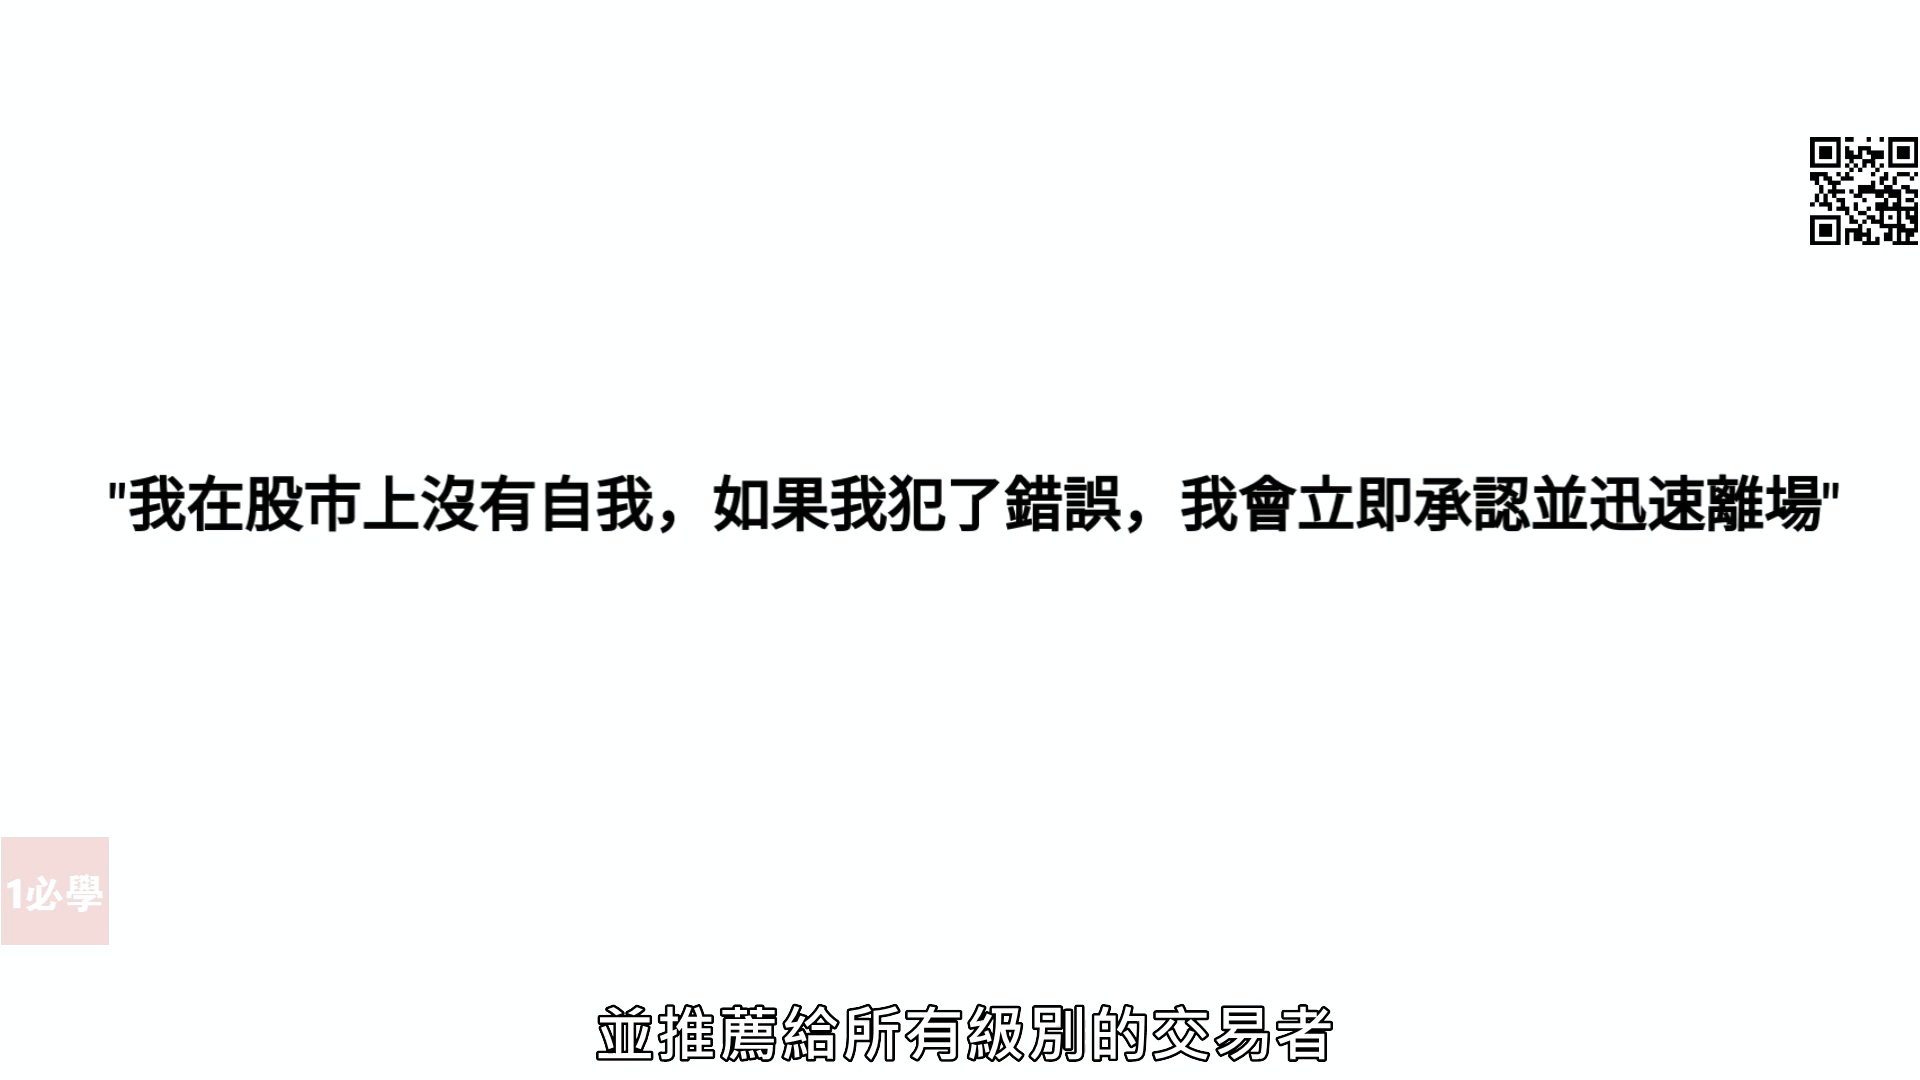 "我在股市上沒有自我，如果我犯了錯誤，我會立即承認並迅速離場"
1必學
並推薦給所有級別的交易者